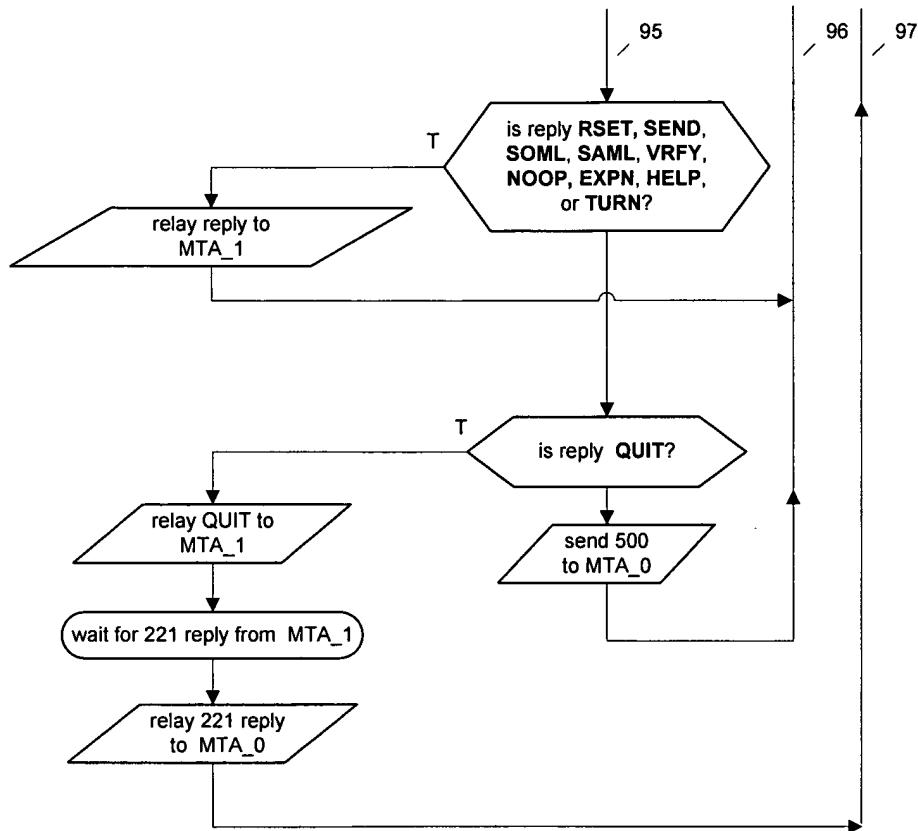 95
96
97
T
is reply RSET, SEND,
SOML, SAML, VRFY,
NOOP, EXPN, HELP,
or TURN?
relay reply to
MTA_1
T
is reply QUIT?
relay QUIT to
MTA_1
send 500
to MTA_0
wait for 221 reply from MTA_1
relay 221 reply
to MTA_0